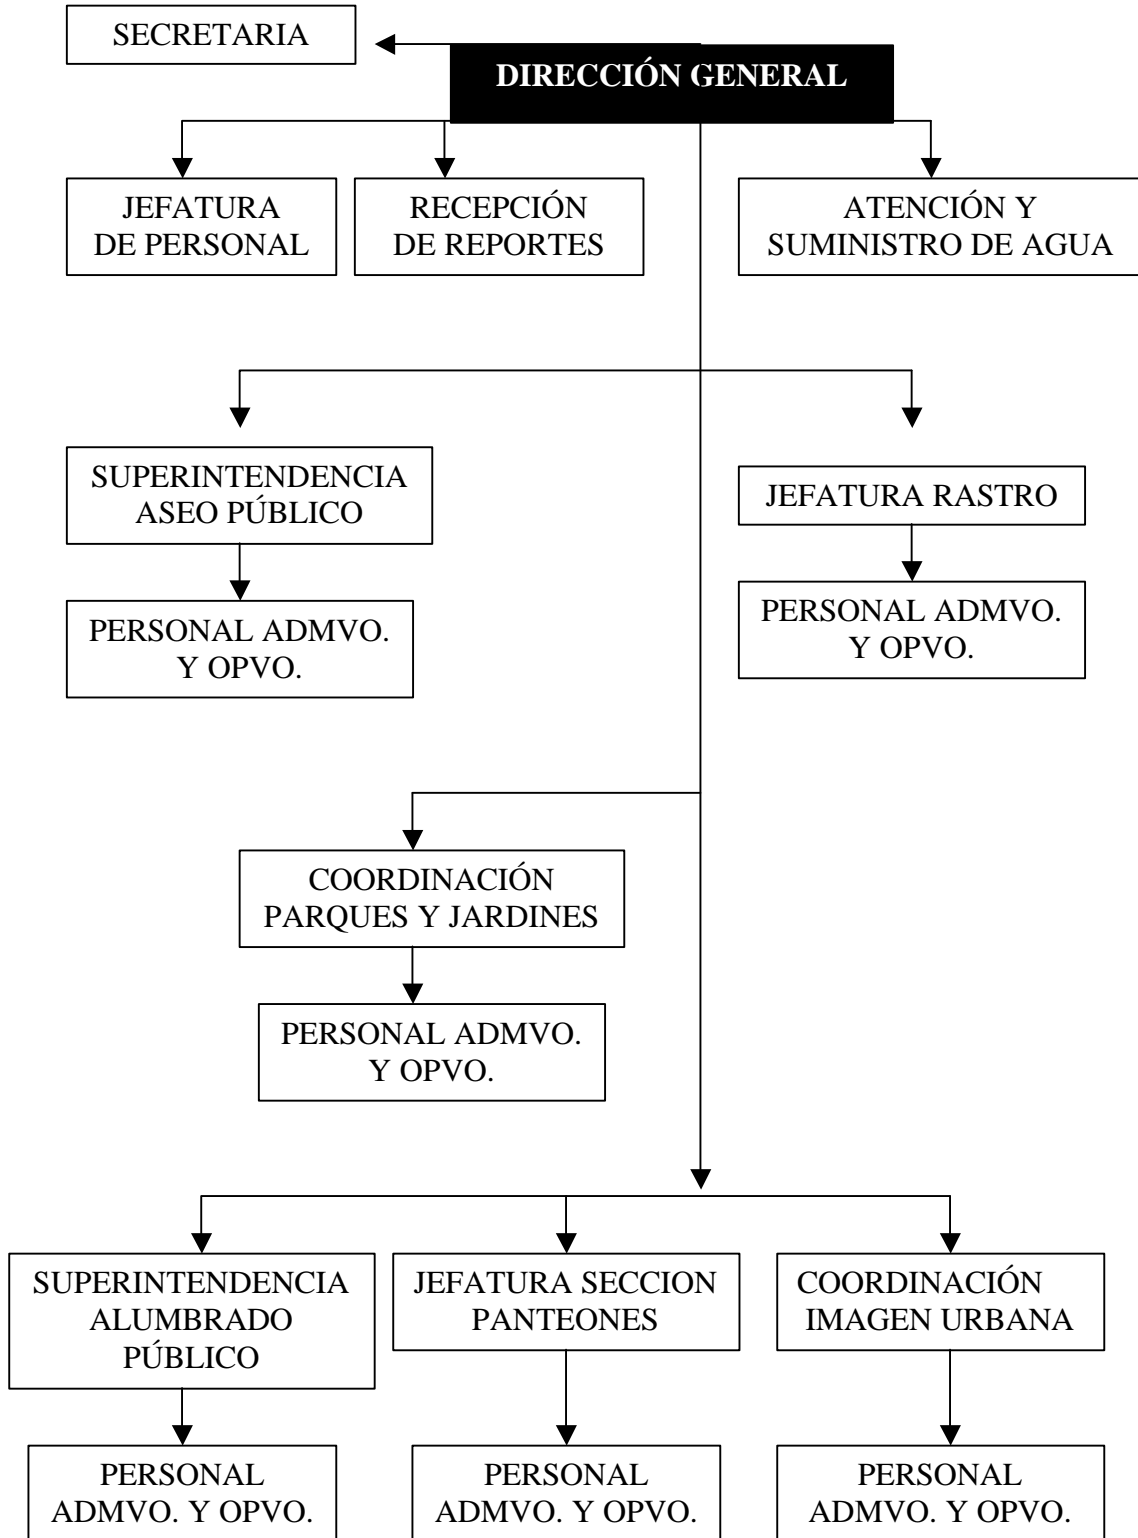 SECRETARIA
DIRECCIÓN GENERAL
JEFATURA
DE PERSONAL
RECEPCIÓN
DE REPORTES
ATENCIÓN Y
SUMINISTRO DE AGUA
SUPERINTENDENCIA
ASEO PÚBLICO
JEFATURA RASTRO
PERSONAL ADMVO.
Y OPVO.
PERSONAL ADMVO.
Y OPVO.
COORDINACIÓN
PARQUES Y JARDINES
PERSONAL ADMVO.
Y OPVO.
SUPERINTENDENCIA
ALUMBRADO
PÚBLICO
JEFATURA SECCION
PANTEONES
COORDINACIÓN
IMAGEN URBANA
PERSONAL
ADMVO. Y OPVO.
PERSONAL
ADMVO. Y OPVO.
PERSONAL
ADMVO. Y OPVO.